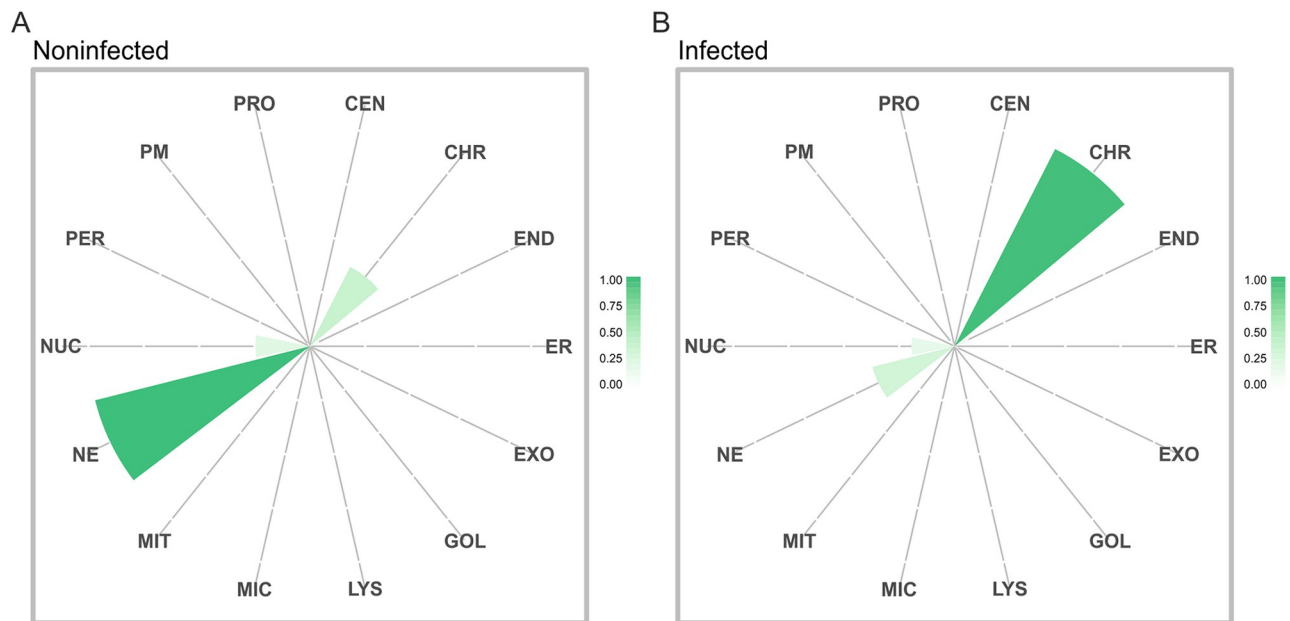 A
Noninfected
PRO
CEN
PM
CHR
PER
END
NUC
ER
NE
EXO
MIT
GOL
MIC
LYS
1.00
0.75
0.50
0.25
0.00
B
Infected
PRO
CEN
PM
CHR
PER
END
NUC
ER
NE
EXO
MIT
GOL
MIC
LYS
1.00
0.75
0.50
0.25
0.00